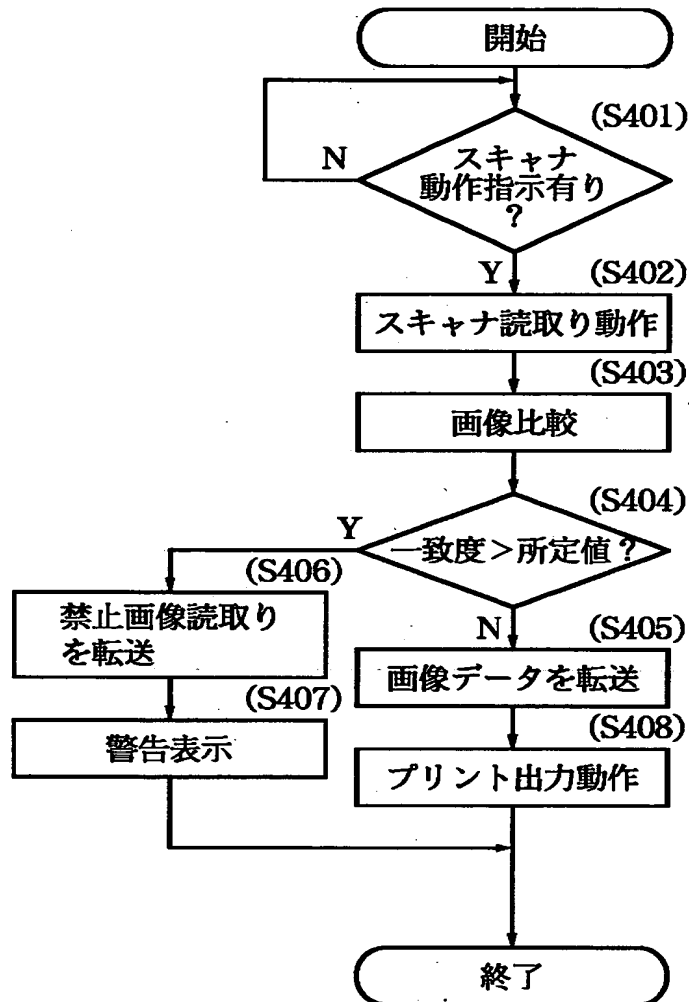 開始
(S401)
N
スキャナ
動作指示有り
?
Y
(S402)
スキャナ読取り動作
(S403)
画像比較
(S404)
Y
一致度>所定値?
(S406)
禁止画像読取り
を転送
N
(S405)
画像データを転送
(S407)
警告表示
(S408)
プリント出力動作
終了